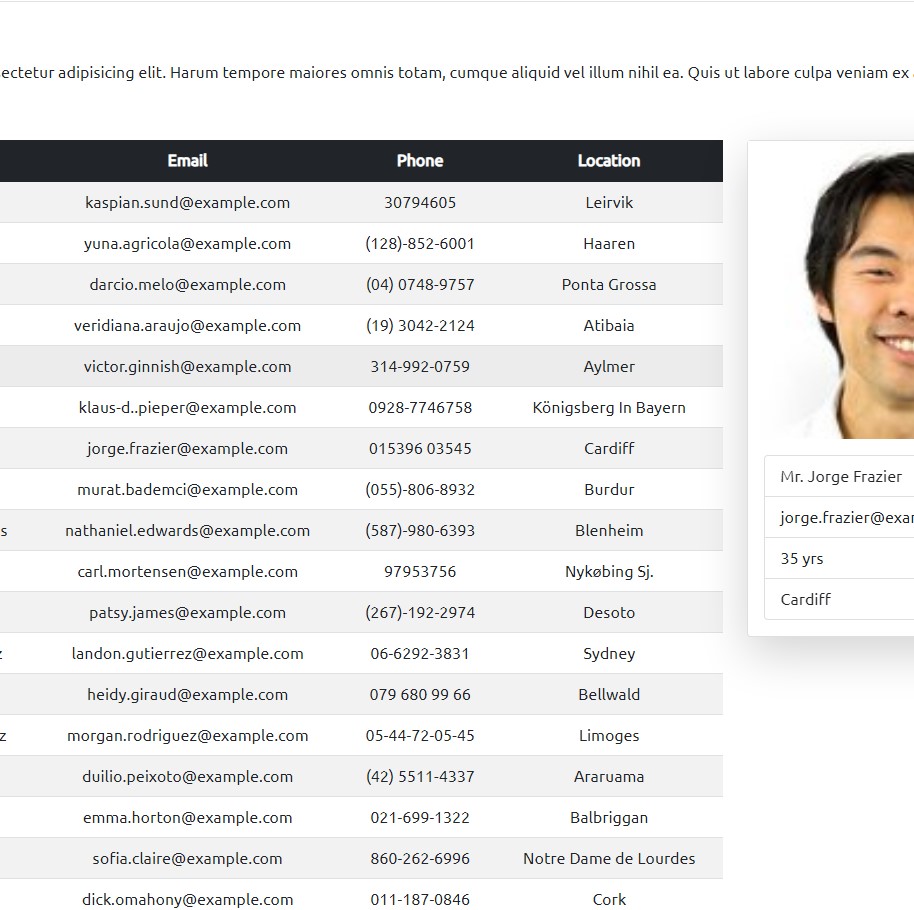 ectetur adipisicing elit. Harum tempore maiores omnis totam, cumque aliquid vel illum nihil ea. Quis ut labore culpa veniam ex
Email Phone Location
kaspian.sund@example.com 30794605 Leirvik
yuna.agricola@example.com (128)-852-6001 Haaren
darcio.melo@example.com (04) 0748-9757 Ponta Grossa
veridiana.araujo@example.com (19) 3042-2124 Atibaia
victor.ginnish@example.com 314-992-0759 Aylmer
klaus-d..pieper@example.com 0928-7746758 Königsberg In Bayern
jorge.frazier@example.com 015396 03545 Cardiff
murat.bademci@example.com (055)-806-8932 Burdur
s nathaniel.edwards@example.com (587)-980-6393 Blenheim
carl.mortensen@example.com 97953756 Nykøbing Sj.
patsy.james@example.com (267)-192-2974 Desoto
z landon.gutierrez@example.com 06-6292-3831 Sydney
heidy.giraud@example.com 079 680 99 66 Bellwald
z morgan.rodriguez@example.com 05-44-72-05-45 Limoges
duilio.peixoto@example.com (42) 5511-4337 Araruama
emma.horton@example.com 021-699-1322 Balbriggan
sofia.claire@example.com 860-262-6996 Notre Dame de Lourdes
dick.omahony@example.com 011-187-0846 Cork
Mr. Jorge Frazier
jorge.frazier@exa
35 yrs
Cardiff